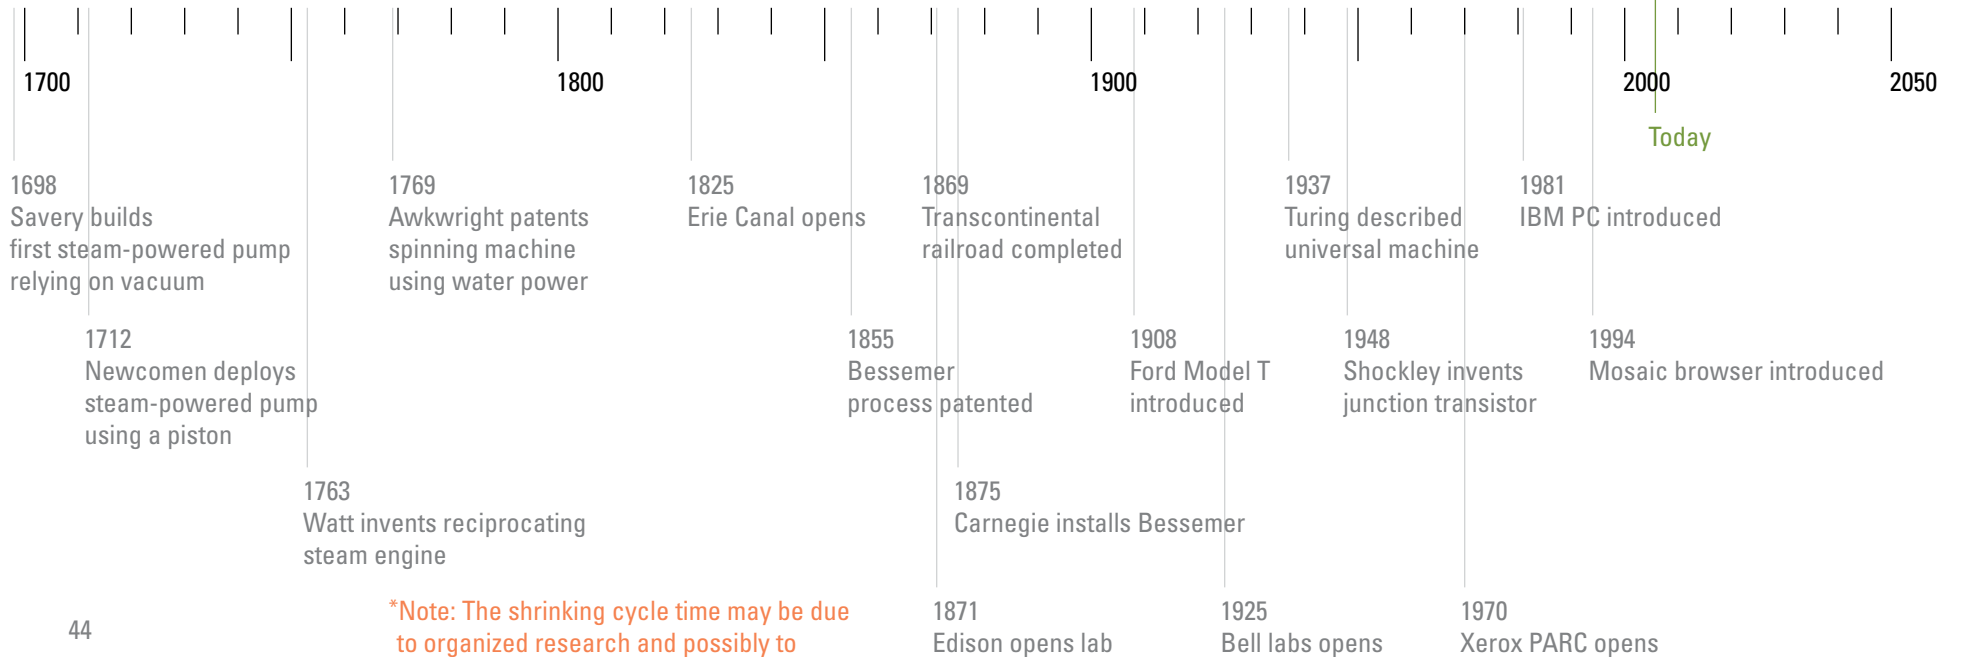 1700
1800
1900
2000
2050
Today
1698
Savery builds
first steam-powered pump
relying on vacuum
1769
Awkwright patents
spinning machine
using water power
1825
Erie Canal opens
1869
Transcontinental
railroad completed
1937
Turing described
universal machine
1981
IBM PC introduced
1712
Newcomen deploys
steam-powered pump
using a piston
1855
Bessemer
process patented
1908
Ford Model T
introduced
1948
Shockley invents
junction transistor
1994
Mosaic browser introduced
1763
Watt invents reciprocating
steam engine
1875
Carnegie installs Bessemer
*Note: The shrinking cycle time may be due
to organized research and possibly to
1871
Edison opens lab
1925
Bell labs opens
1970
Xerox PARC opens
44